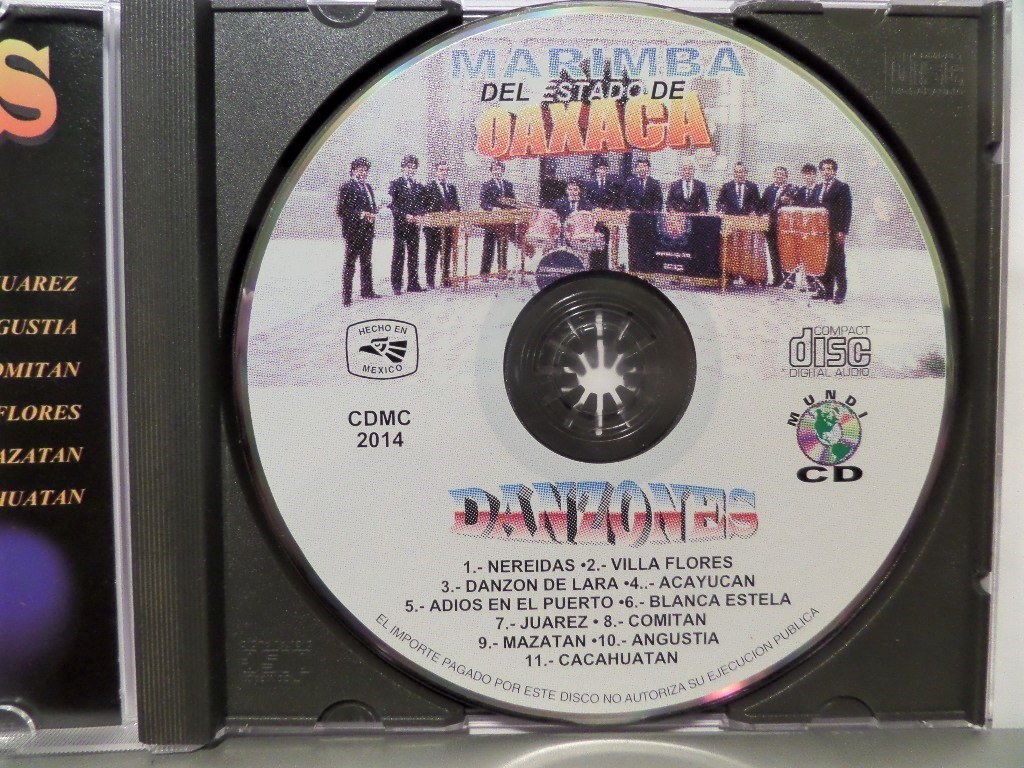 S
JUAREZ
GUSTIA
OMITAN
FLORES
AZATAN
HUATAN
MARIMBA
DEL ESTADO DE
OAXACA
HECHO EN
MEXICO
CDMC
2014
COMPACT
disc
DIGITAL AUDIO
MUNDI
CD
DANZONES
1.- NEREIDAS •2.- VILLA FLORES
3.- DANZON DE LARA •4..- ACAYUCAN
5.- ADIOS EN EL PUERTO •6.- BLANCA ESTELA
7.- JUAREZ • 8.- COMITAN
9.- MAZATAN •10.- ANGUSTIA
11.- CACAHUATAN
EL IMPORTE PAGADO POR ESTE DISCO NO AUTORIZA SU EJECUCION PUBLICA